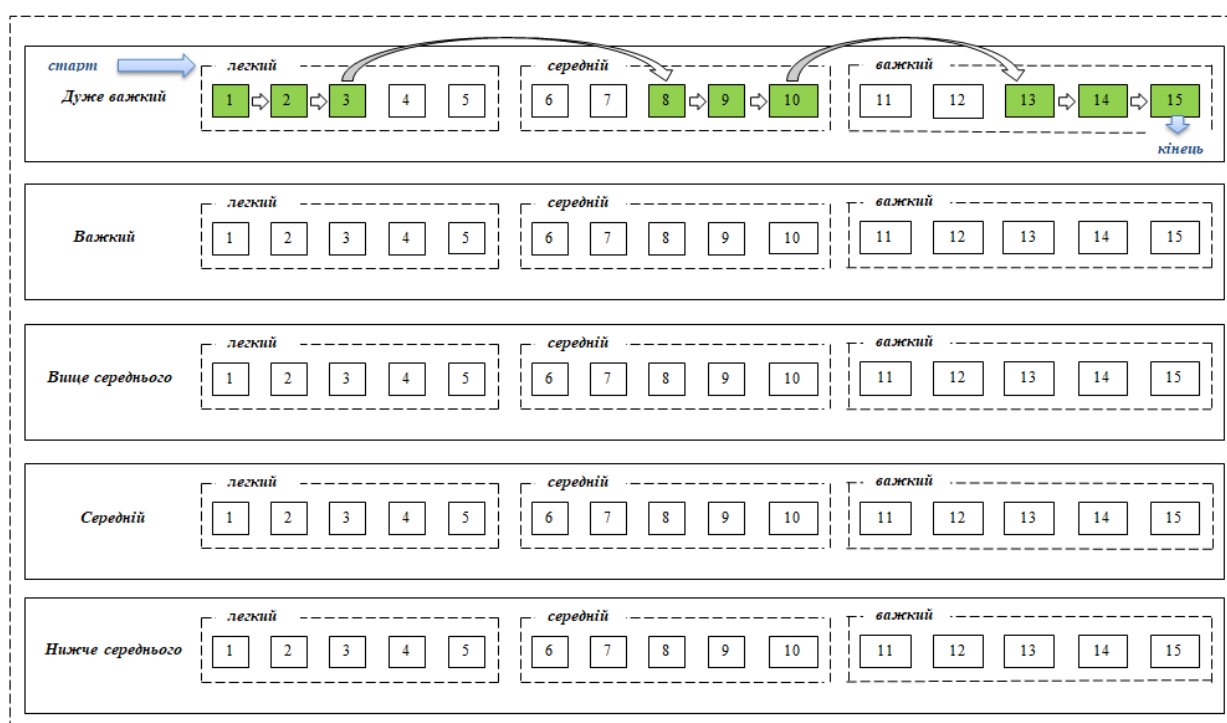 старт
легкий середній важкий
Дуже важкий 1 2 3 4 5 6 7 8 9 10 11 12 13 14 15
кінець
легкий середній важкий
Важкий 1 2 3 4 5 6 7 8 9 10 11 12 13 14 15
легкий середній важкий
Вище середнього 1 2 3 4 5 6 7 8 9 10 11 12 13 14 15
легкий середній важкий
Середній 1 2 3 4 5 6 7 8 9 10 11 12 13 14 15
легкий середній важкий
Нижче середнього 1 2 3 4 5 6 7 8 9 10 11 12 13 14 15